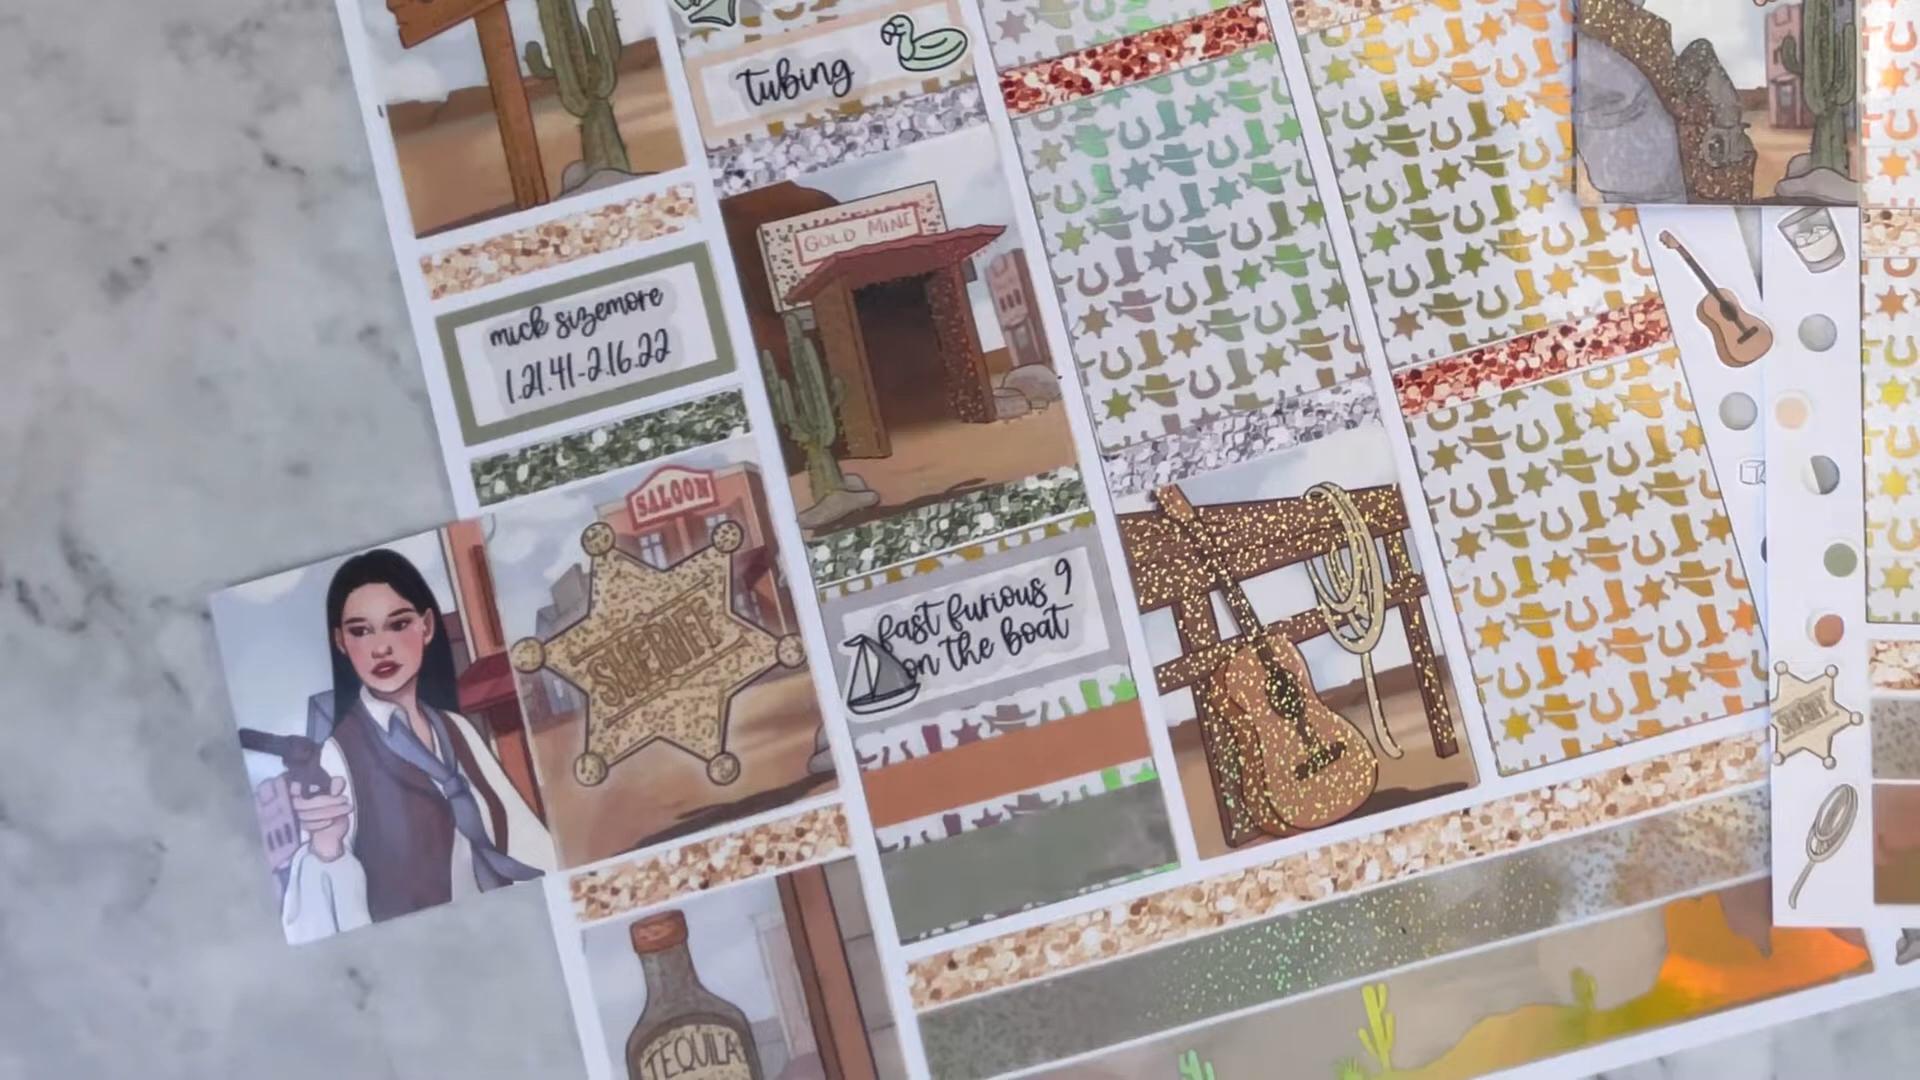 tubing
GOLD MINE
mick sizemore
1.21.41-2.16.22
SALOON
SHERIFF
fast furious 9
on the boat
TEQUILA
SHERIFF